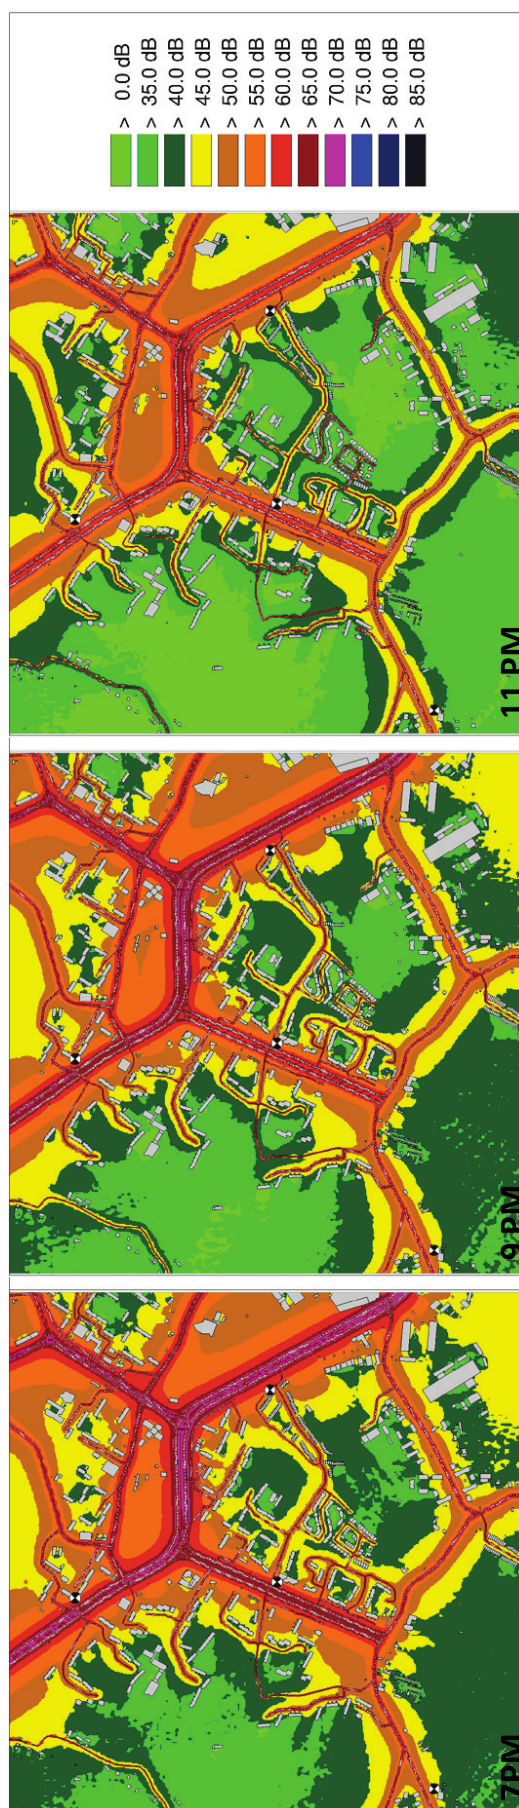 > 0.0 dB
> 35.0 dB
> 40.0 dB
> 45.0 dB
> 50.0 dB
> 55.0 dB
> 60.0 dB
> 65.0 dB
> 70.0 dB
> 75.0 dB
> 80.0 dB
> 85.0 dB
11 PM
9 PM
7PM